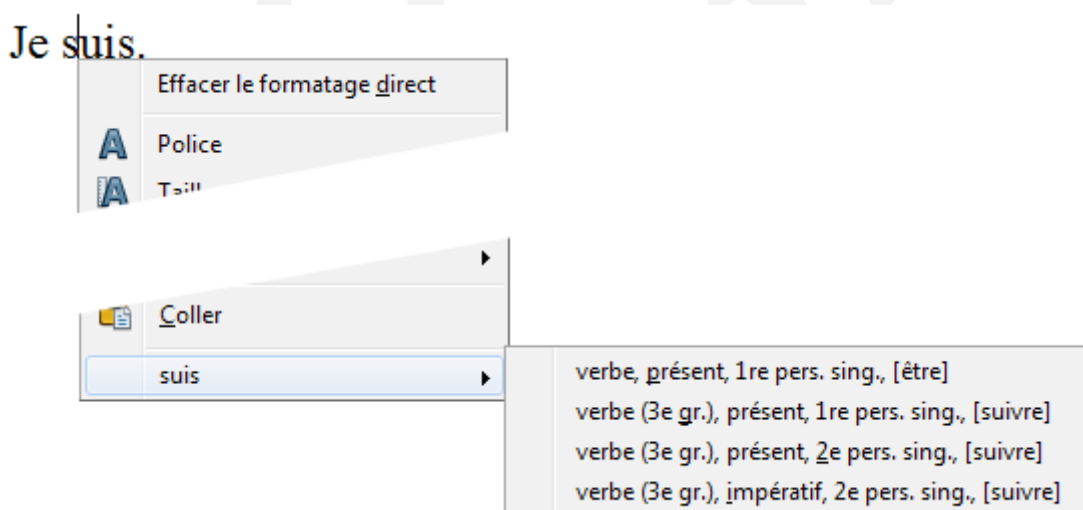 Je suis.
Effacer le formatage direct
Police
Coller
suis
verbe, présent, 1re pers. sing., [être]
verbe (3e gr.), présent, 1re pers. sing., [suivre]
verbe (3e gr.), présent, 2e pers. sing., [suivre]
verbe (3e gr.), impératif, 2e pers. sing., [suivre]